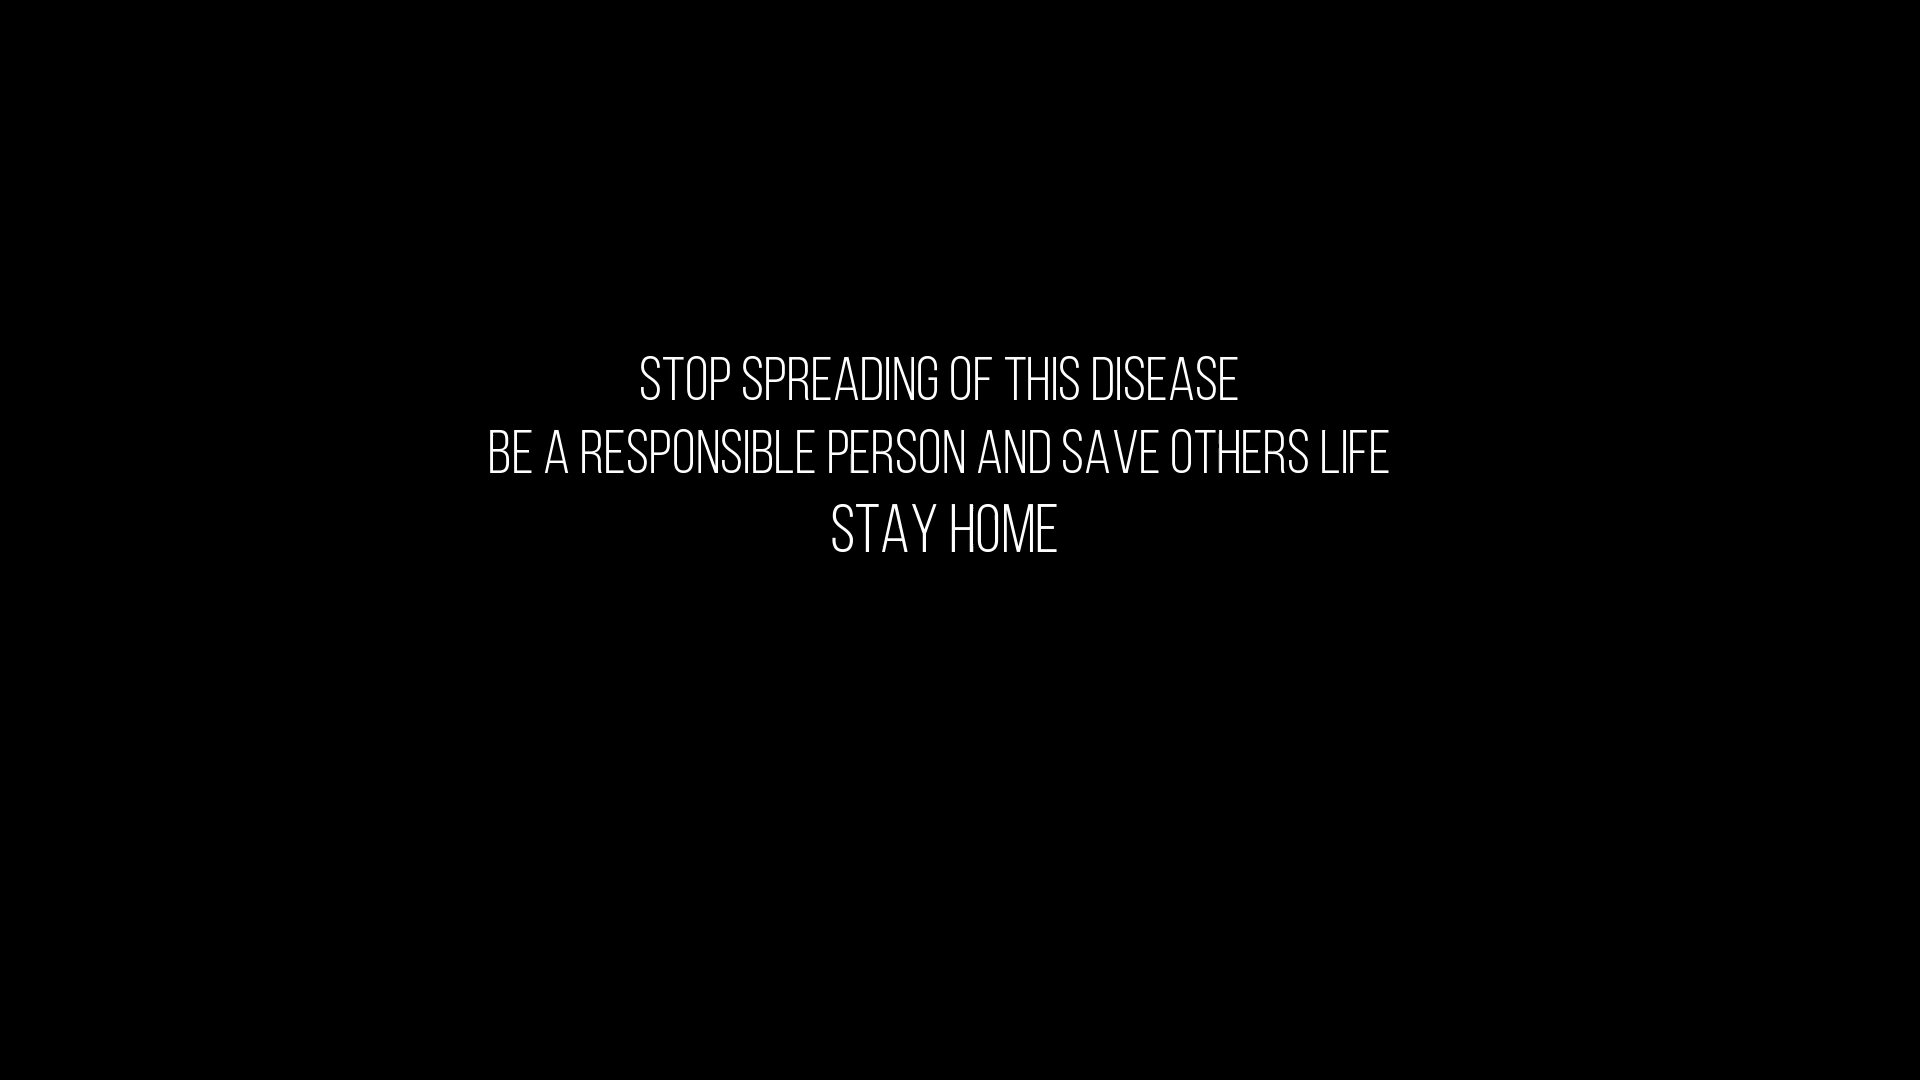 STOP SPREADING OF THIS DISEASE
BE A RESPONSIBLE PERSON AND SAVE OTHERS LIFE
STAY HOME